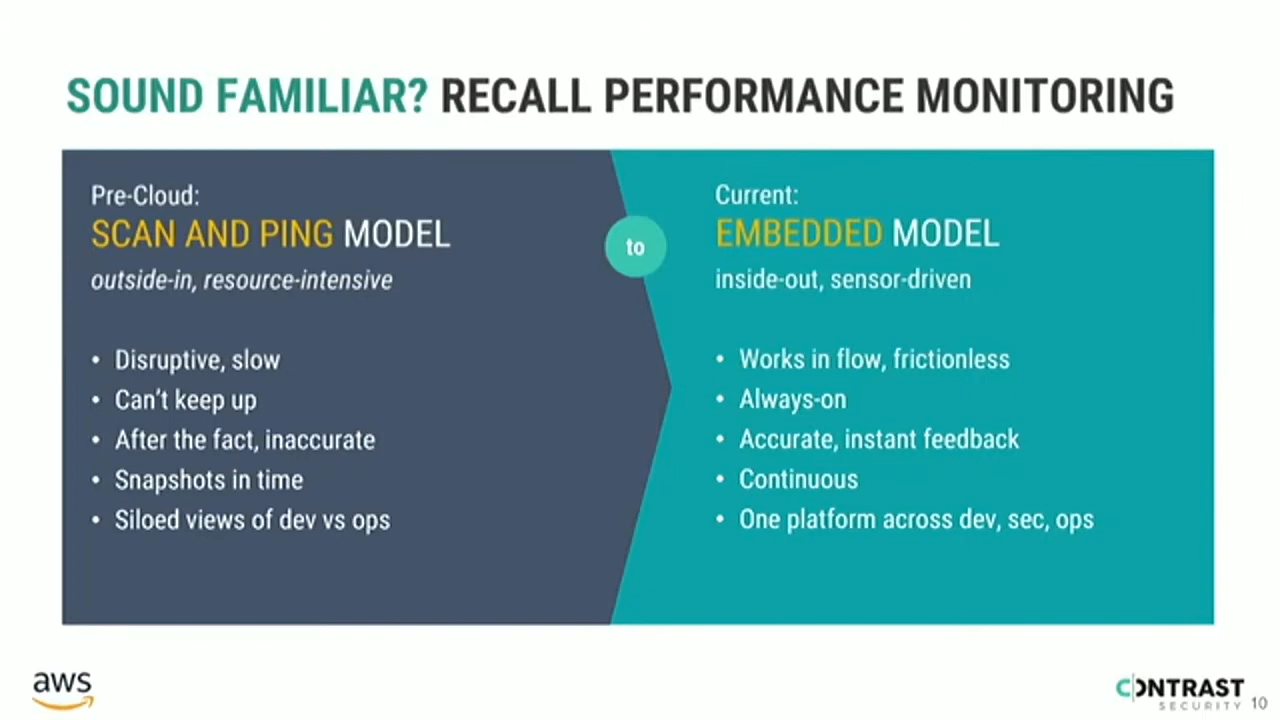 SOUND FAMILIAR? RECALL PERFORMANCE MONITORING
Pre-Cloud:
SCAN AND PING MODEL
outside-in, resource-intensive
• Disruptive, slow
• Can't keep up
• After the fact, inaccurate
• Snapshots in time
• Siloed views of dev vs ops
to
Current:
EMBEDDED MODEL
inside-out, sensor-driven
• Works in flow, frictionless
• Always-on
• Accurate, instant feedback
• Continuous
• One platform across dev, sec, ops
aws
CONTRAST
SECURITY
10